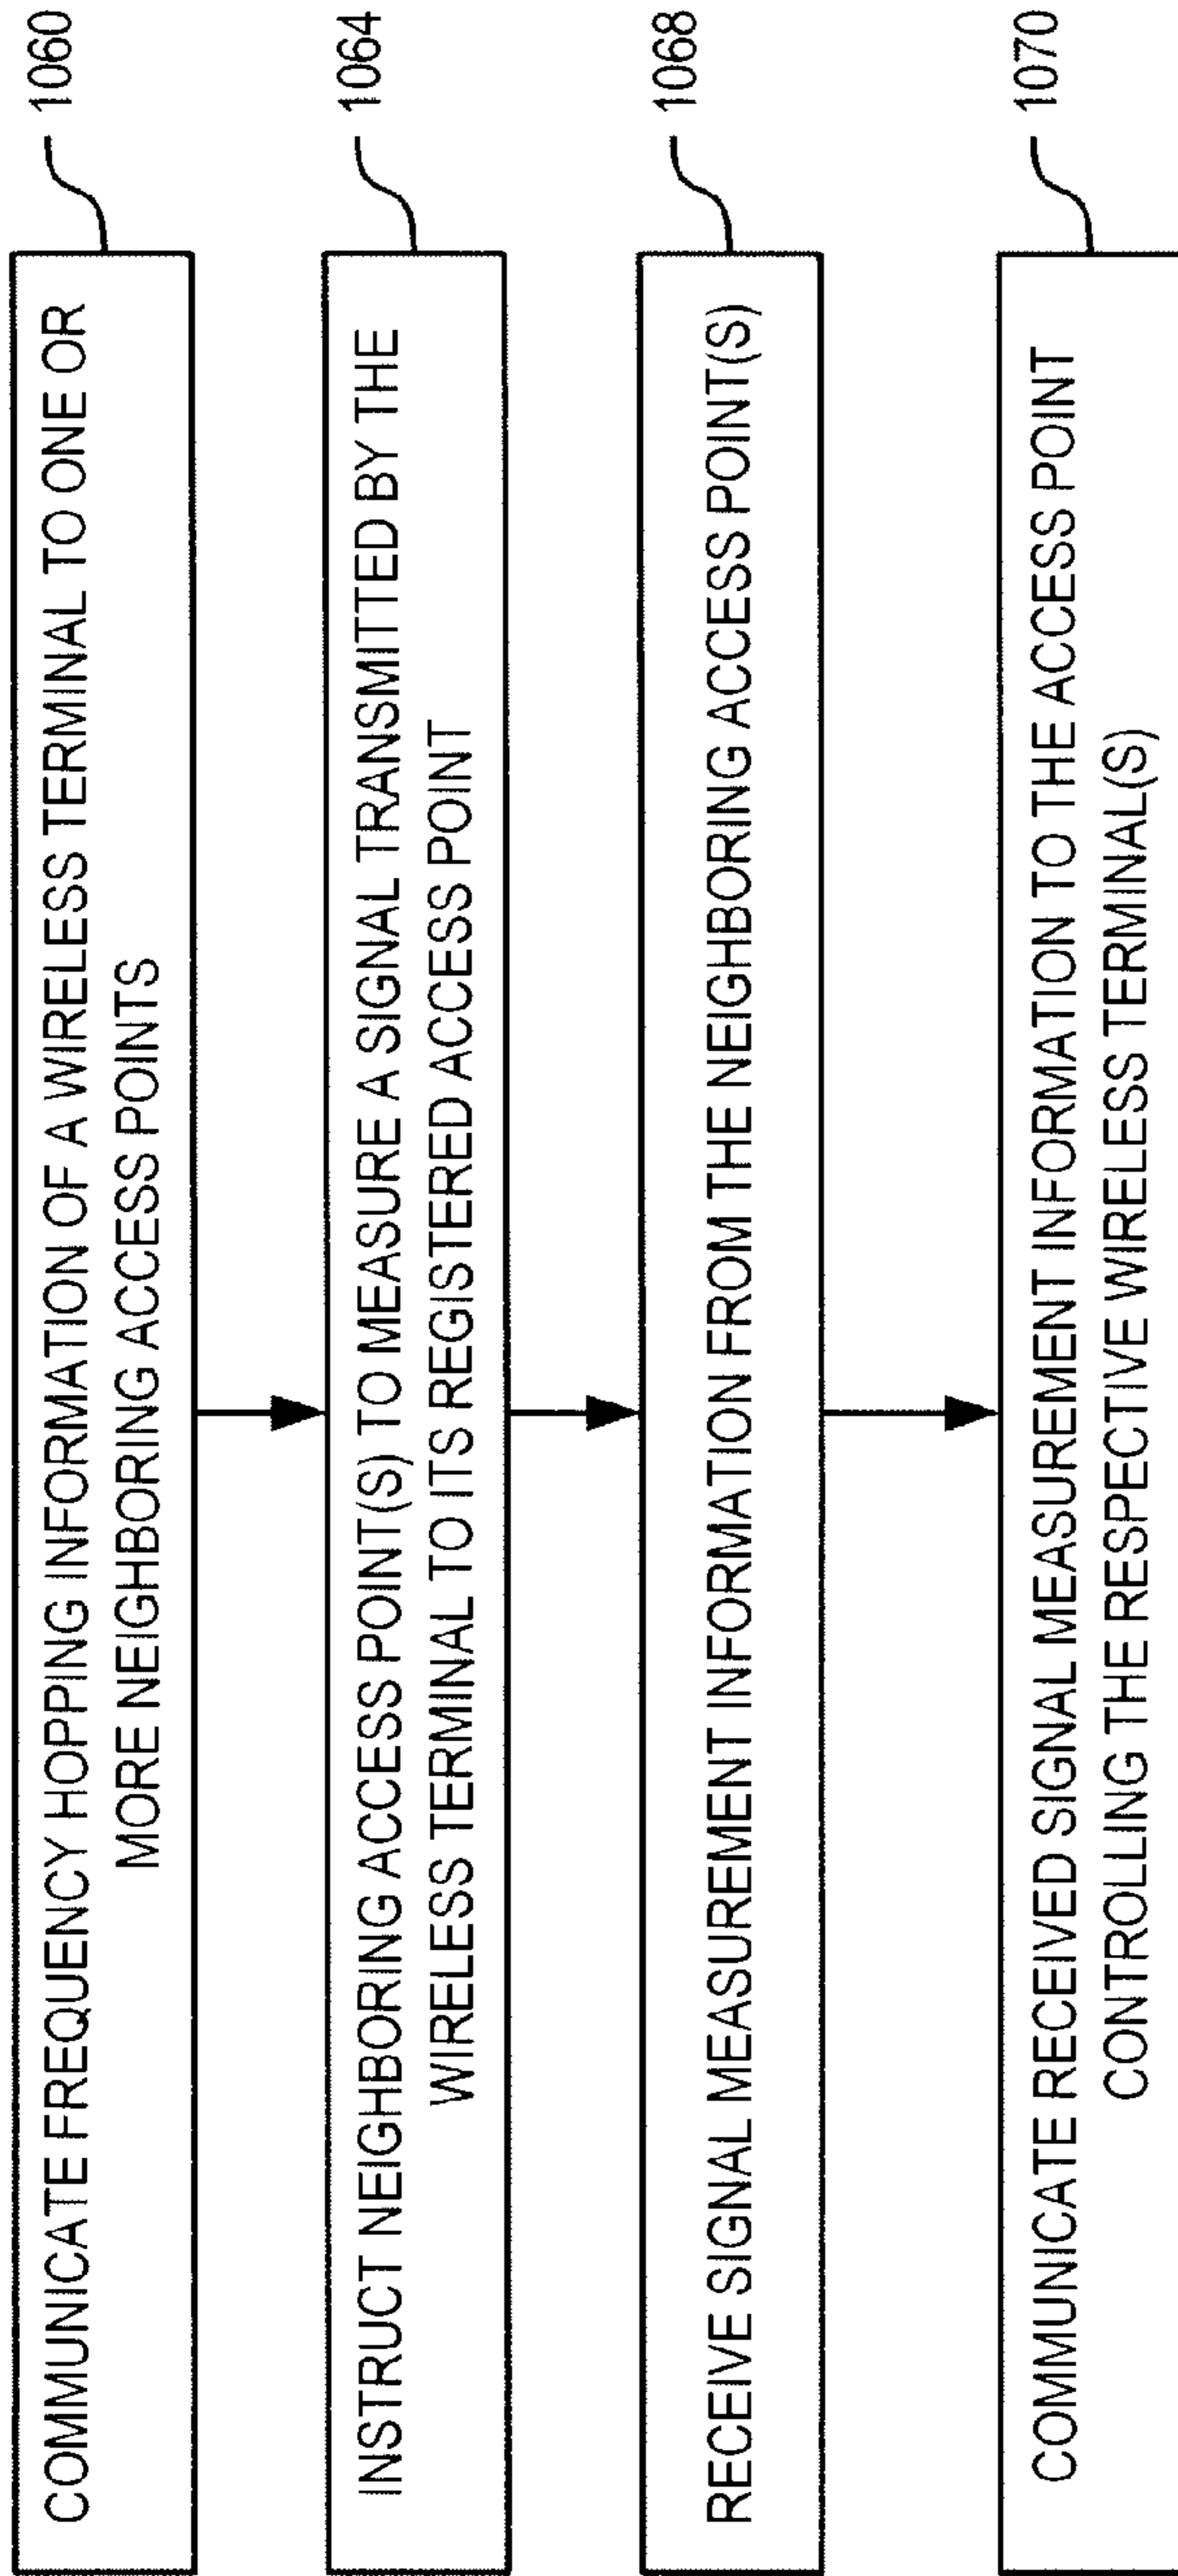 COMMUNICATE FREQUENCY HOPPING INFORMATION OF A WIRELESS TERMINAL TO ONE OR
MORE NEIGHBORING ACCESS POINTS
1060
INSTRUCT NEIGHBORING ACCESS POINT(S) TO MEASURE A SIGNAL TRANSMITTED BY THE
WIRELESS TERMINAL TO ITS REGISTERED ACCESS POINT
1064
RECEIVE SIGNAL MEASUREMENT INFORMATION FROM THE NEIGHBORING ACCESS POINT(S)
1068
COMMUNICATE RECEIVED SIGNAL MEASUREMENT INFORMATION TO THE ACCESS POINT
CONTROLLING THE RESPECTIVE WIRELESS TERMINAL(S)
1070